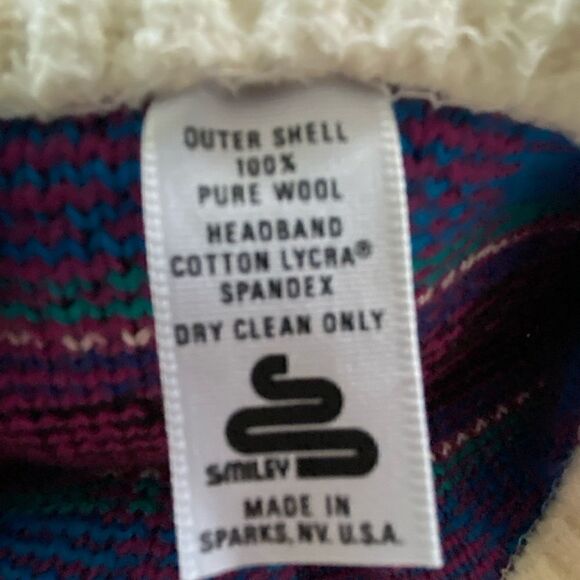 OUTER SHELL
100%
PURE WOOL
HEADBAND
COTTON LYCRA®
SPANDEX
DRY CLEAN ONLY
SMILEY
MADE IN
SPARKS, NV. U.S.A.